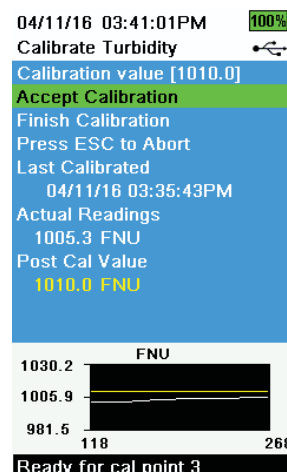 04/11/16 03:41:01PM 100%
Calibrate Turbidity
Calibration value [1010.0]
Accept Calibration
Finish Calibration
Press ESC to Abort
Last Calibrated
04/11/16 03:35:43PM
Actual Readings
1005.3 FNU
Post Cal Value
1010.0 FNU
FNU
1030.2
1005.9
981.5
118 268
Ready for cal point 3